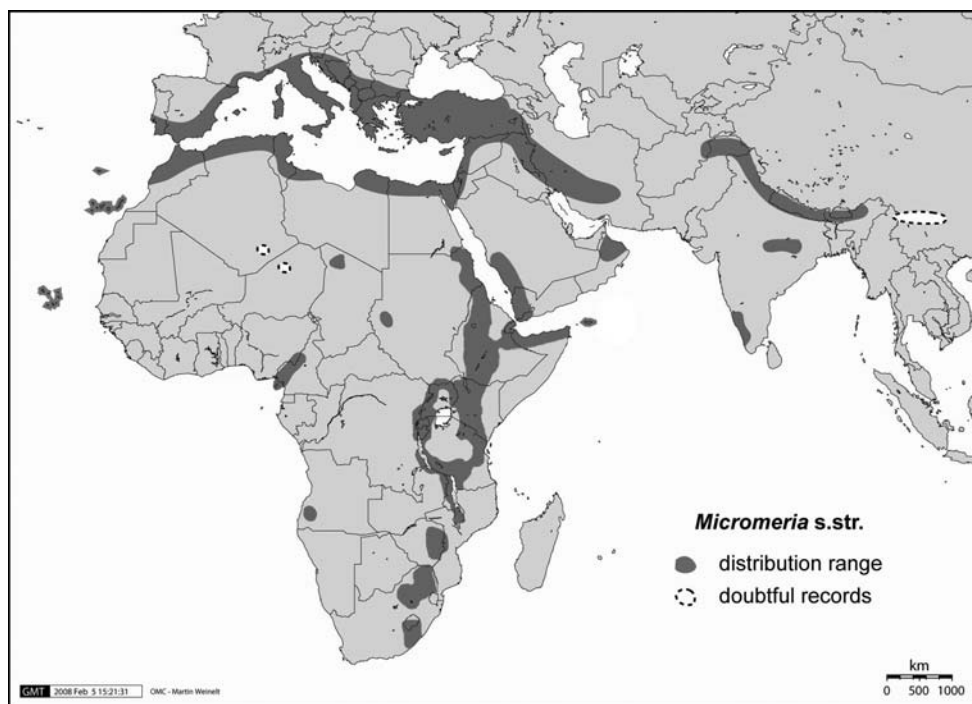 Micromeria s.str.
distribution range
doubtful records
km
0 500 1000
GMT 2008 Feb 5 15:21:31 OMC - Martin Weinelt